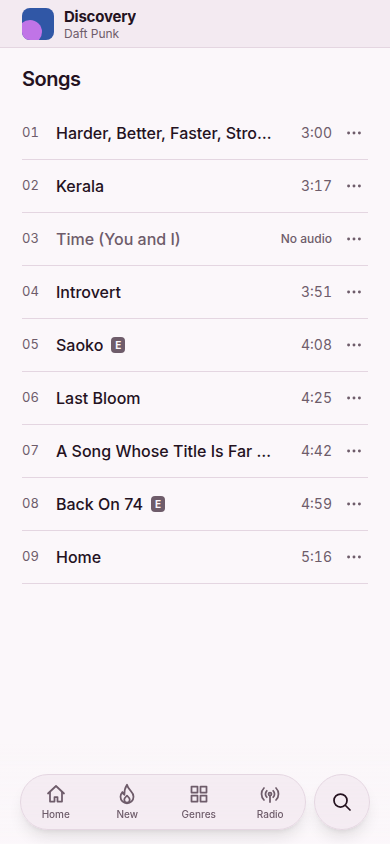 Discovery
Daft Punk
Songs
01 Harder, Better, Faster, Stro... 3:00
02 Kerala 3:17
03 Time (You and I) No audio
04 Introvert 3:51
05 Saoko E 4:08
06 Last Bloom 4:25
07 A Song Whose Title Is Far ... 4:42
08 Back On 74 E 4:59
09 Home 5:16
Home New Genres Radio